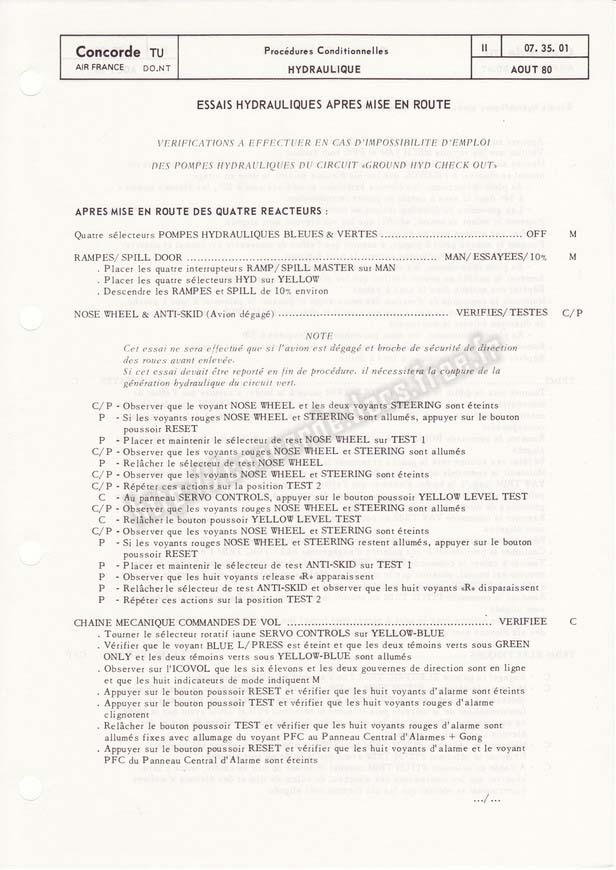 Concorde TU
AIR FRANCE DO.NT
Procédures Conditionnelles
HYDRAULIQUE
II 07. 35. 01
AOUT 80
ESSAIS HYDRAULIQUES APRES MISE EN ROUTE
VERIFICATIONS A EFFECTUER EN CAS D'IMPOSSIBILITE D'EMPLOI
DES POMPES HYDRAULIQUES DU CIRCUIT «GROUND HYD CHECK OUT»
APRES MISE EN ROUTE DES QUATRE REACTEURS :
Quatre sélecteurs POMPES HYDRAULIQUES BLEUES & VERTES ........................................ OFF M
RAMPES/ SPILL DOOR ........................................ MAN/ ESSAYEES/ 10% M
. Placer les quatre interrupteurs RAMP/ SPILL MASTER sur MAN
. Placer les quatre sélecteurs HYD sur YELLOW
. Descendre les RAMPES et SPILL de 10% environ
NOSE WHEEL & ANTI-SKID (Avion dégagé) ........................................ VERIFIES/ TESTES C/ P
NOTE
Cet essai ne sera effectué que si l'avion est dégagé et broche de sécurité de direction
des roues avant enlevée.
Si cet essai devait être reporté en fin de procédure, il nécessitera la coupure de la
génération hydraulique du circuit vert.
C/ P - Observer que le voyant NOSE WHEEL et les deux voyants STEERING sont éteints
P - Si les voyants rouges NOSE WHEEL et STEERING sont allumés, appuyer sur le bouton
poussoir RESET
P - Placer et maintenir le sélecteur de test NOSE WHEEL sur TEST 1
C/ P - Observer que les voyants rouges NOSE WHEEL et STEERING sont allumés
P - Relâcher le sélecteur de test NOSE WHEEL
C/ P - Observer que les voyants NOSE WHEEL et STEERING sont éteints
C/ P - Répéter ces actions sur la position TEST 2
C - Au panneau SERVO CONTROLS, appuyer sur le bouton poussoir YELLOW LEVEL TEST
C/ P - Observer que les voyants rouges NOSE WHEEL et STEERING sont allumés
C - Relâcher le bouton poussoir YELLOW LEVEL TEST
C/ P - Observer que les voyants NOSE WHEEL et STEERING sont éteints
P - Si les voyants rouges NOSE WHEEL et STEERING restent allumés, appuyer sur le bouton
poussoir RESET
P - Placer et maintenir le sélecteur de test ANTI-SKID sur TEST 1
P - Observer que les huit voyants release «R» apparaissent
P - Relâcher le sélecteur de test ANTI-SKID et observer que les huit voyants «R» disparaissent
P - Répéter ces actions sur la position TEST 2
CHAINE MECANIQUE COMMANDES DE VOL ........................................ VERIFIEE C
. Tourner le sélecteur rotatif jaune SERVO CONTROLS sur YELLOW-BLUE
. Vérifier que le voyant BLUE L/ PRESS est éteint et que les deux témoins verts sous GREEN
ONLY et les deux témoins verts sous YELLOW-BLUE sont allumés
. Observer sur l'ICOVOL que les six élevons et les deux gouvernes de direction sont en ligne
et que les huit indicateurs de mode indiquent M
. Appuyer sur le bouton poussoir RESET et vérifier que les huit voyants d'alarme sont éteints
. Appuyer sur le bouton poussoir TEST et vérifier que les huit voyants rouges d'alarme
clignotent
. Relâcher le bouton poussoir TEST et vérifier que les huit voyants rouges d'alarme sont
allumés fixes avec allumage du voyant PFC au Panneau Central d'Alarmes + Gong
. Appuyer sur le bouton poussoir RESET et vérifier que les huit voyants d'alarme et le voyant
PFC du Panneau Central d'Alarme sont éteints
.../ ...